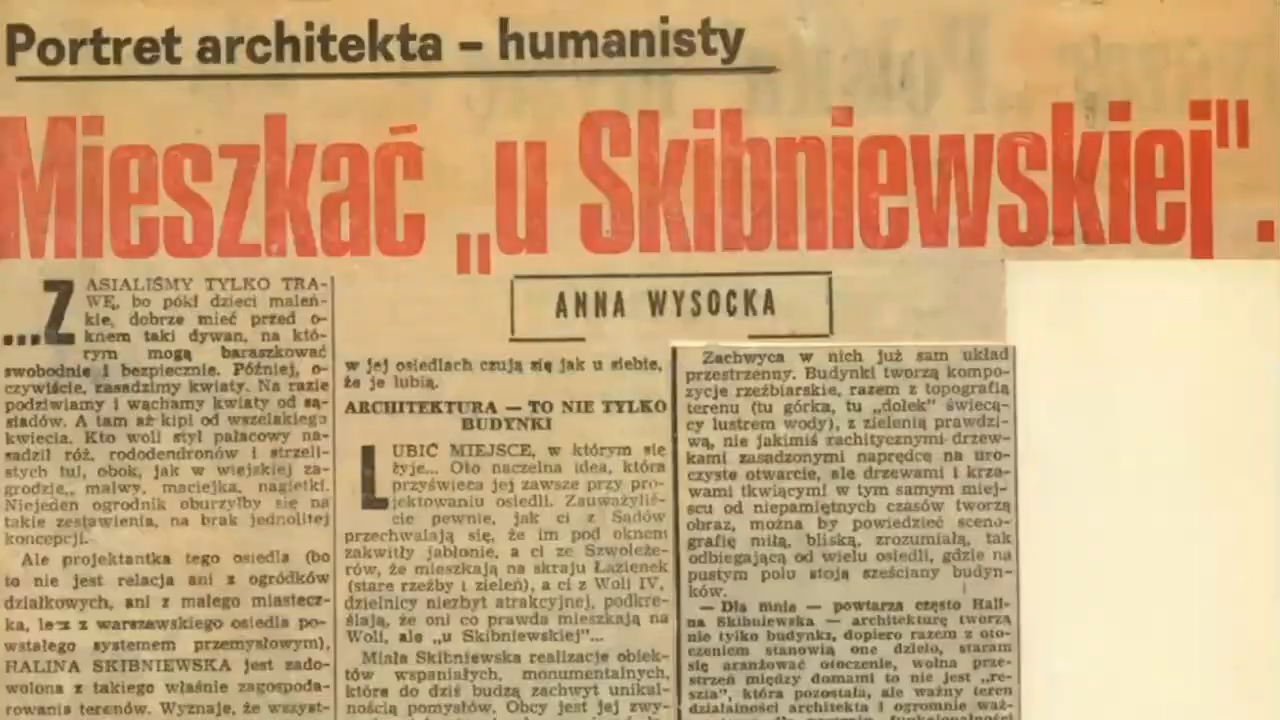 Portret architekta – humanisty
Mieszkać „u Skibniewskiej".
...ZASIALIŚMY TYLKO TRA-
WĘ, bo póki dzieci maleń-
kie, dobrze mieć przed o-
knem taki dywan, na któ-
rym mogą baraszkować
swobodnie i bezpiecznie. Później, o-
czywiście, zasadzimy kwiaty. Na razie
podziwiamy i wąchamy kwiaty od są-
siadów. A tam aż kipi od wszelakiego
kwiecia. Kto woli styl pałacowy na-
sadził róż, rododendronów i strzeli-
stych tui, obok, jak w wiejskiej za-
grodzie, malwy, maciejka, nagietki.
Niejeden ogrodnik oburzyłby się na
takie zestawienia, na brak jednolitej
koncepcji.
Ale projektantka tego osiedla (bo
to nie jest relacja ani z ogródków
działkowych, ani z małego miastecz-
ka, lecz z warszawskiego osiedla po-
wstałego systemem przemysłowym),
HALINA SKIBNIEWSKA jest zado-
wolona z takiego właśnie zagospoda-
rowania terenów. Wyznaje, że wszyst-
ANNA WYSOCKA
w jej osiedlach czują się jak u siebie,
że je lubią.
ARCHITEKTURA — TO NIE TYLKO
BUDYNKI
LUBIĆ MIEJSCE, w którym się
żyje... Oto naczelna idea, która
przyświeca jej zawsze przy pro-
jektowaniu osiedli. Zauważyliś-
cie pewnie, jak ci z Sadów
przechwalają się, że im pod oknem
zakwitły jabłonie, a ci ze Szwoleże-
rów, że mieszkają na skraju Łazienek
(stare rzeźby i zieleń), a ci z Woli IV,
dzielnicy niezbyt atrakcyjnej, podkre-
ślają, że oni co prawda mieszkają na
Woli, ale „u Skibniewskiej"...
Miała Skibniewska realizacje obiek-
tów wspaniałych, monumentalnych,
które do dziś budzą zachwyt unikal-
nością pomysłów. Obcy jest jej zwy-
Zachwyca w nich już sam układ
przestrzenny. Budynki tworzą kompo-
zycje rzeźbiarskie, razem z topografią
terenu (tu górka, tu „dołek" świecą-
cy lustrem wody), z zielenią prawdzi-
wą, nie jakimiś rachitycznymi drzew-
kami zasadzonymi naprędce na uro-
czyste otwarcie, ale drzewami i krze-
wami tkwiącymi w tym samym miej-
scu od niepamiętnych czasów tworzą
obraz, można by powiedzieć sceno-
grafię miłą, bliską, zrozumiałą, tak
odbiegającą od wielu osiedli, gdzie na
pustym polu stoją sześciany budyn-
ków.
— Dla mnie — powtarza często Hali-
na Skibniewska — architekturę tworzą
nie tylko budynki, dopiero razem z oto-
czeniem stanowią one dzieło, staram
się aranżować otoczenie, wolna prze-
strzeń między domami to nie jest „re-
szta", która pozostała, ale ważny teren
działalności architekta i ogromnie waż-